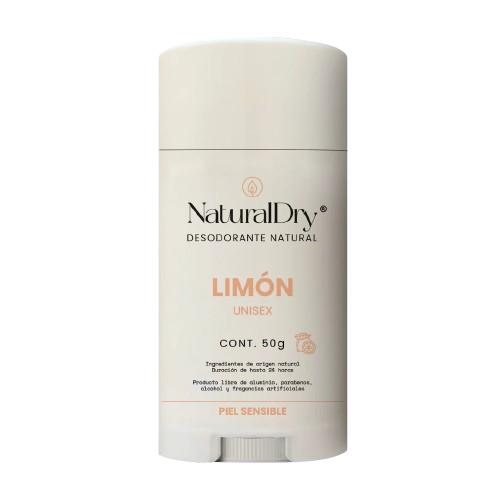 NaturalDry®
DESODORANTE NATURAL
LIMÓN
UNISEX
CONT. 50g
Ingredientes de origen natural
Duración de hasta 24 horas
Producto libre de aluminio, parabenos,
alcohol y fragancias artificiales
PIEL SENSIBLE